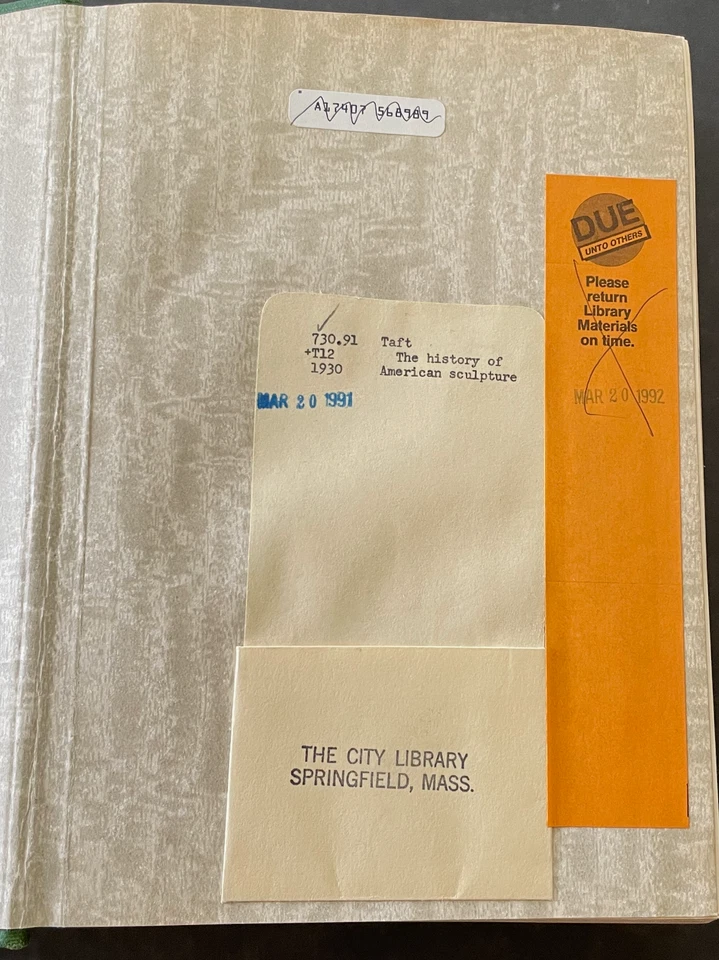 A17407 568989
DUE
UNTO OTHERS
Please
return
Library
Materials
on time.
MAR 20 1992
730.91 Taft
+T12 The history of
1930 American sculpture
MAR 20 1991
THE CITY LIBRARY
SPRINGFIELD, MASS.